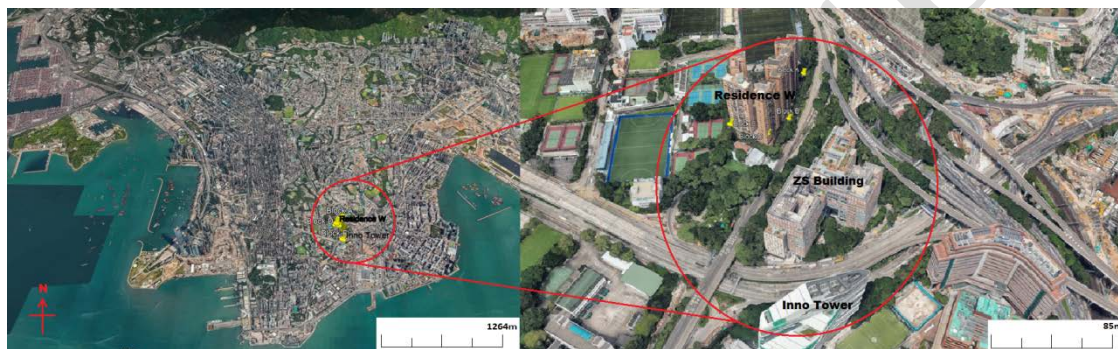 Residence W
Inno Tower
N
1264m
Residence W
ZS Building
Inno Tower
85m